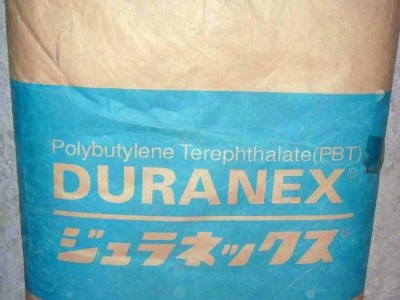 Polybutylene Terephthalate(PBT)
DURANEX®
ジュラネックス®